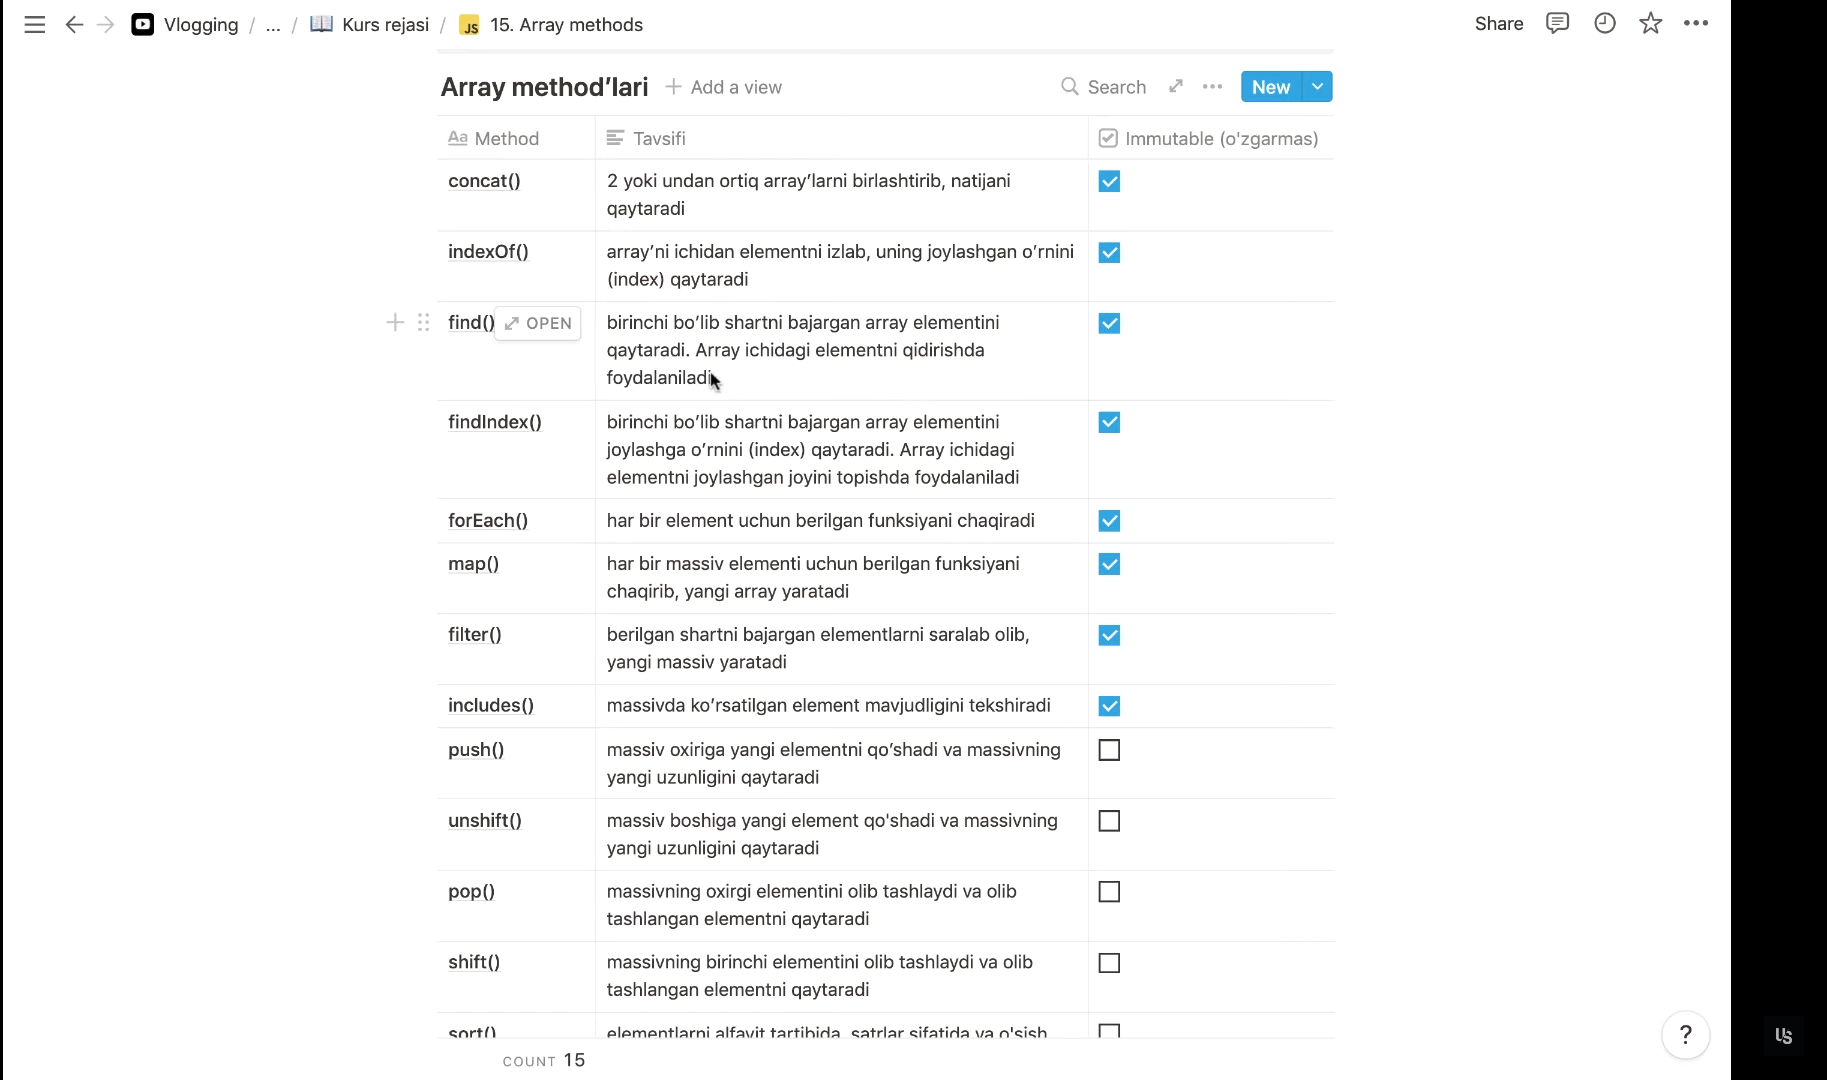 Vlogging / ... / Kurs rejasi / JS 15. Array methods
Share
Array method’lari
Add a view
Search
New
Aa Method
Tavsifi
Immutable (o'zgarmas)
concat()
2 yoki undan ortiq array’larni birlashtirib, natijani
qaytaradi
indexOf()
array’ni ichidan elementni izlab, uning joylashgan o’rnini
(index) qaytaradi
find()
OPEN
birinchi bo’lib shartni bajargan array elementini
qaytaradi. Array ichidagi elementni qidirishda
foydalaniladi
findIndex()
birinchi bo’lib shartni bajargan array elementini
joylashga o’rnini (index) qaytaradi. Array ichidagi
elementni joylashgan joyini topishda foydalaniladi
forEach()
har bir element uchun berilgan funksiyani chaqiradi
map()
har bir massiv elementi uchun berilgan funksiyani
chaqirib, yangi array yaratadi
filter()
berilgan shartni bajargan elementlarni saralab olib,
yangi massiv yaratadi
includes()
massivda ko’rsatilgan element mavjudligini tekshiradi
push()
massiv oxiriga yangi elementni qo’shadi va massivning
yangi uzunligini qaytaradi
unshift()
massiv boshiga yangi element qo'shadi va massivning
yangi uzunligini qaytaradi
pop()
massivning oxirgi elementini olib tashlaydi va olib
tashlangan elementni qaytaradi
shift()
massivning birinchi elementini olib tashlaydi va olib
tashlangan elementni qaytaradi
sort()
elementlarni alfavit tartibida, satrlar sifatida va o'sish
COUNT 15
?